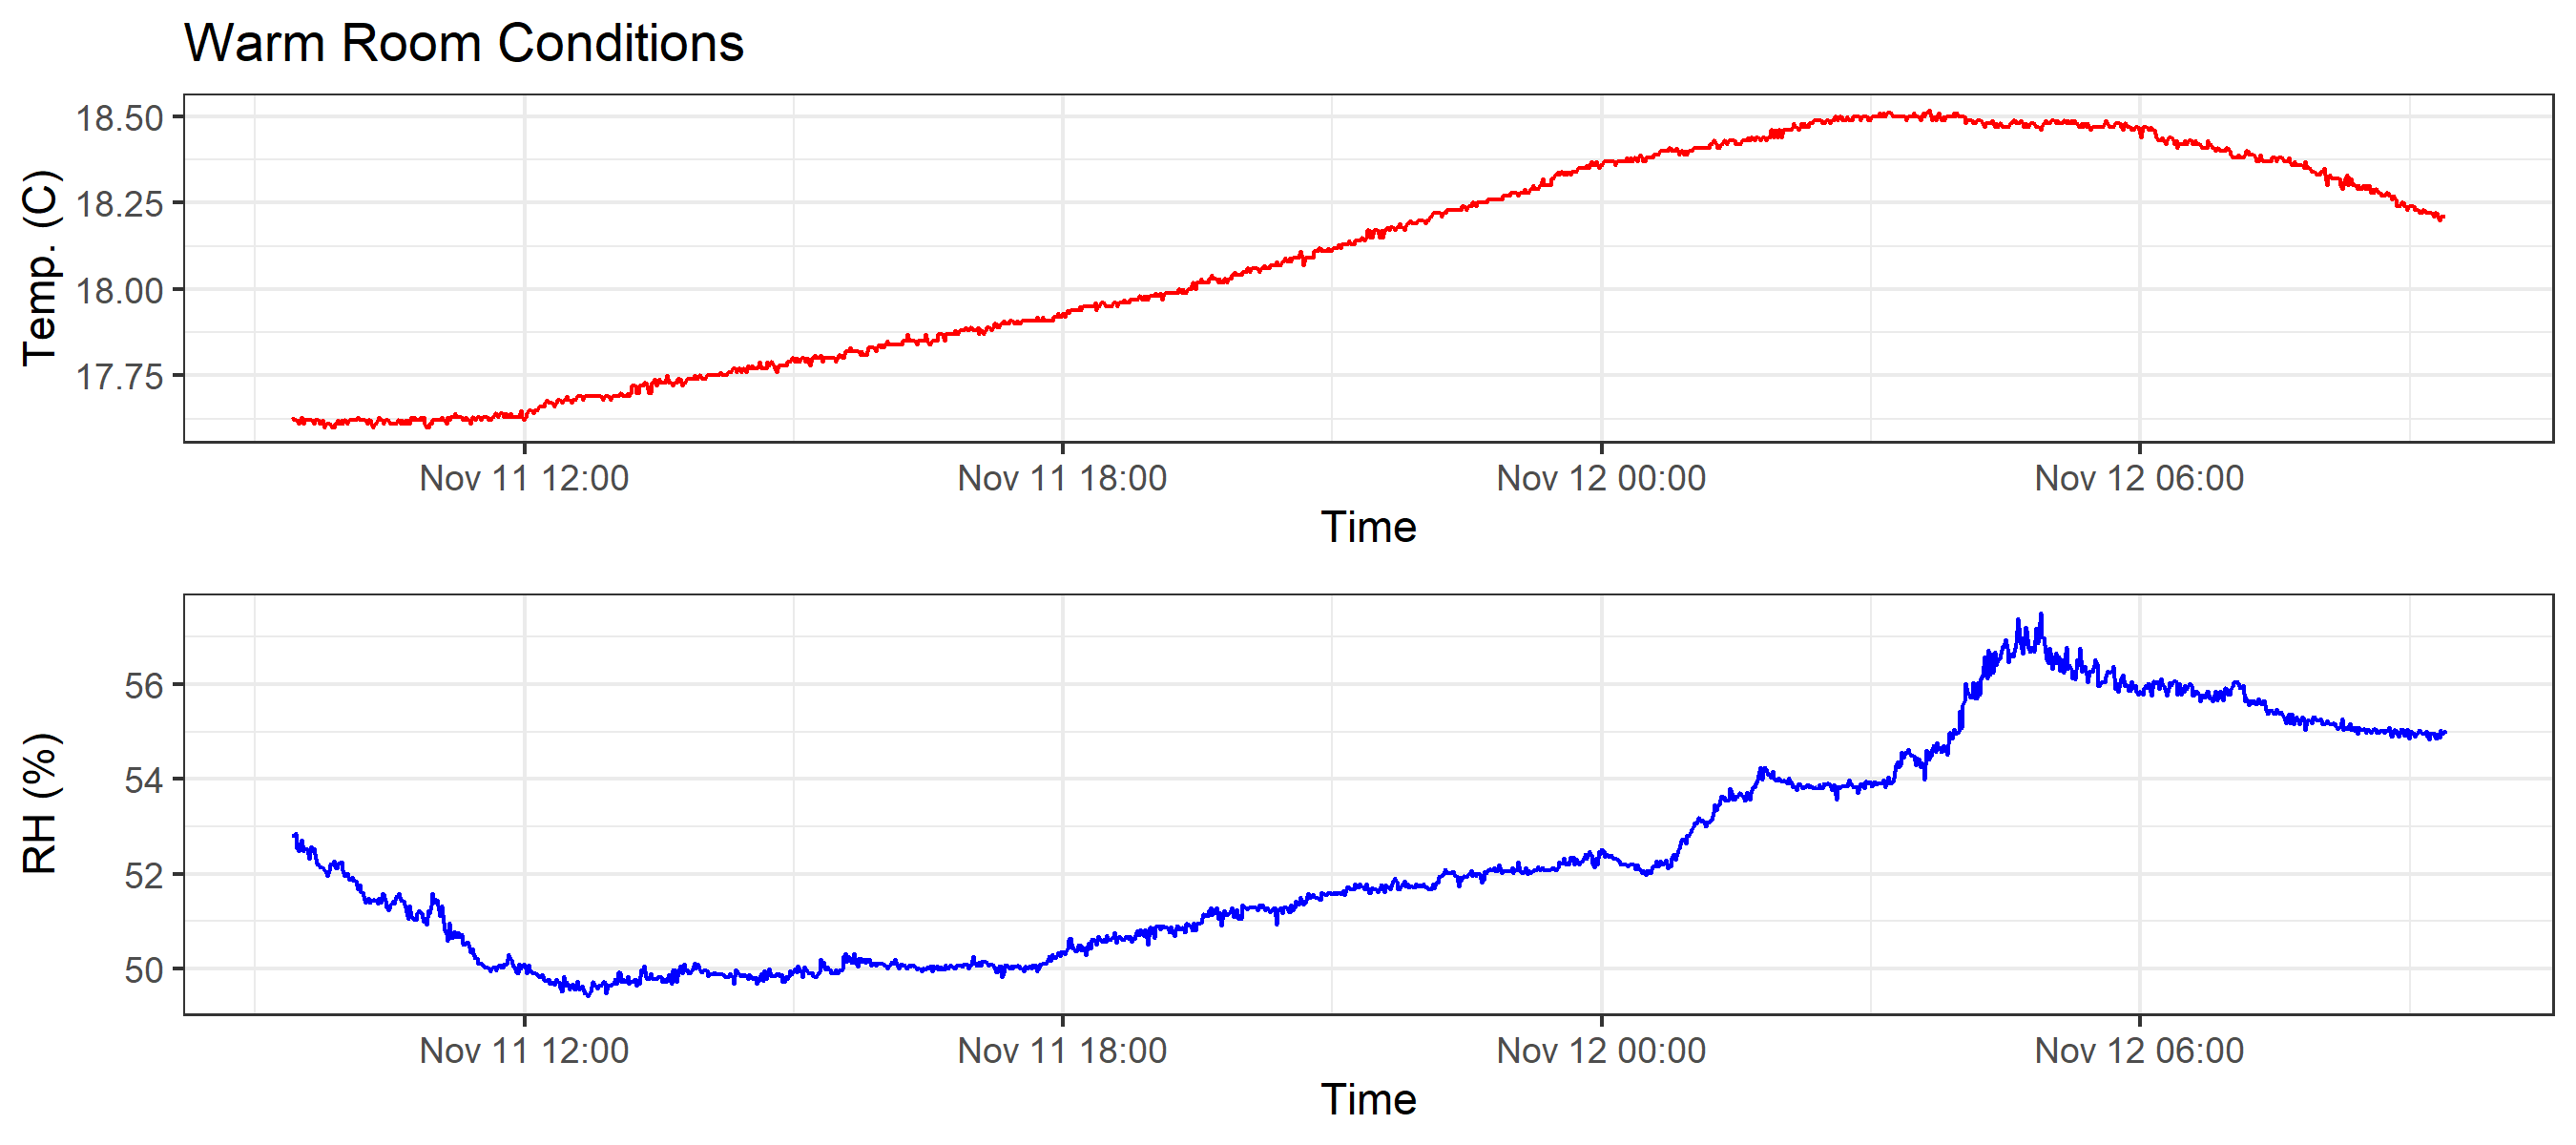 Warm Room Conditions
Temp. (C)
18.50
18.25
18.00
17.75
Nov 11 12:00 Nov 11 18:00 Nov 12 00:00 Nov 12 06:00
Time
RH (%)
56
54
52
50
Nov 11 12:00 Nov 11 18:00 Nov 12 00:00 Nov 12 06:00
Time